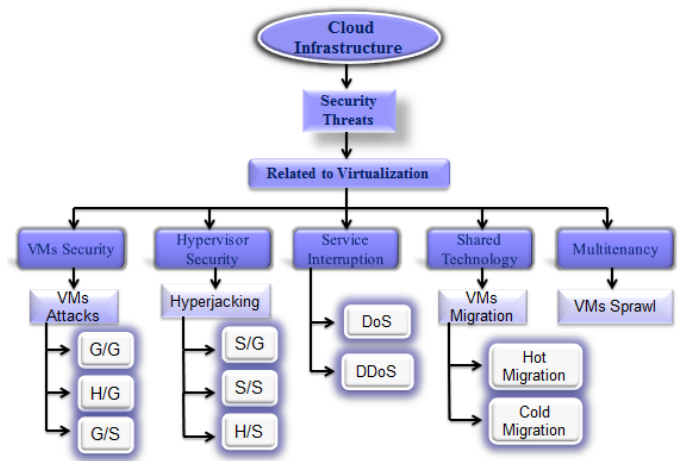 Cloud
Infrastructure
Security
Threats
Related to Virtualization
VMs Security
Hypervisor
Security
Service
Interruption
Shared
Technology
Multitenancy
VMs
Attacks
Hyperjacking
VMs
Migration
VMs Sprawl
G/G
H/G
G/S
S/G
S/S
H/S
DoS
DDoS
Hot
Migration
Cold
Migration